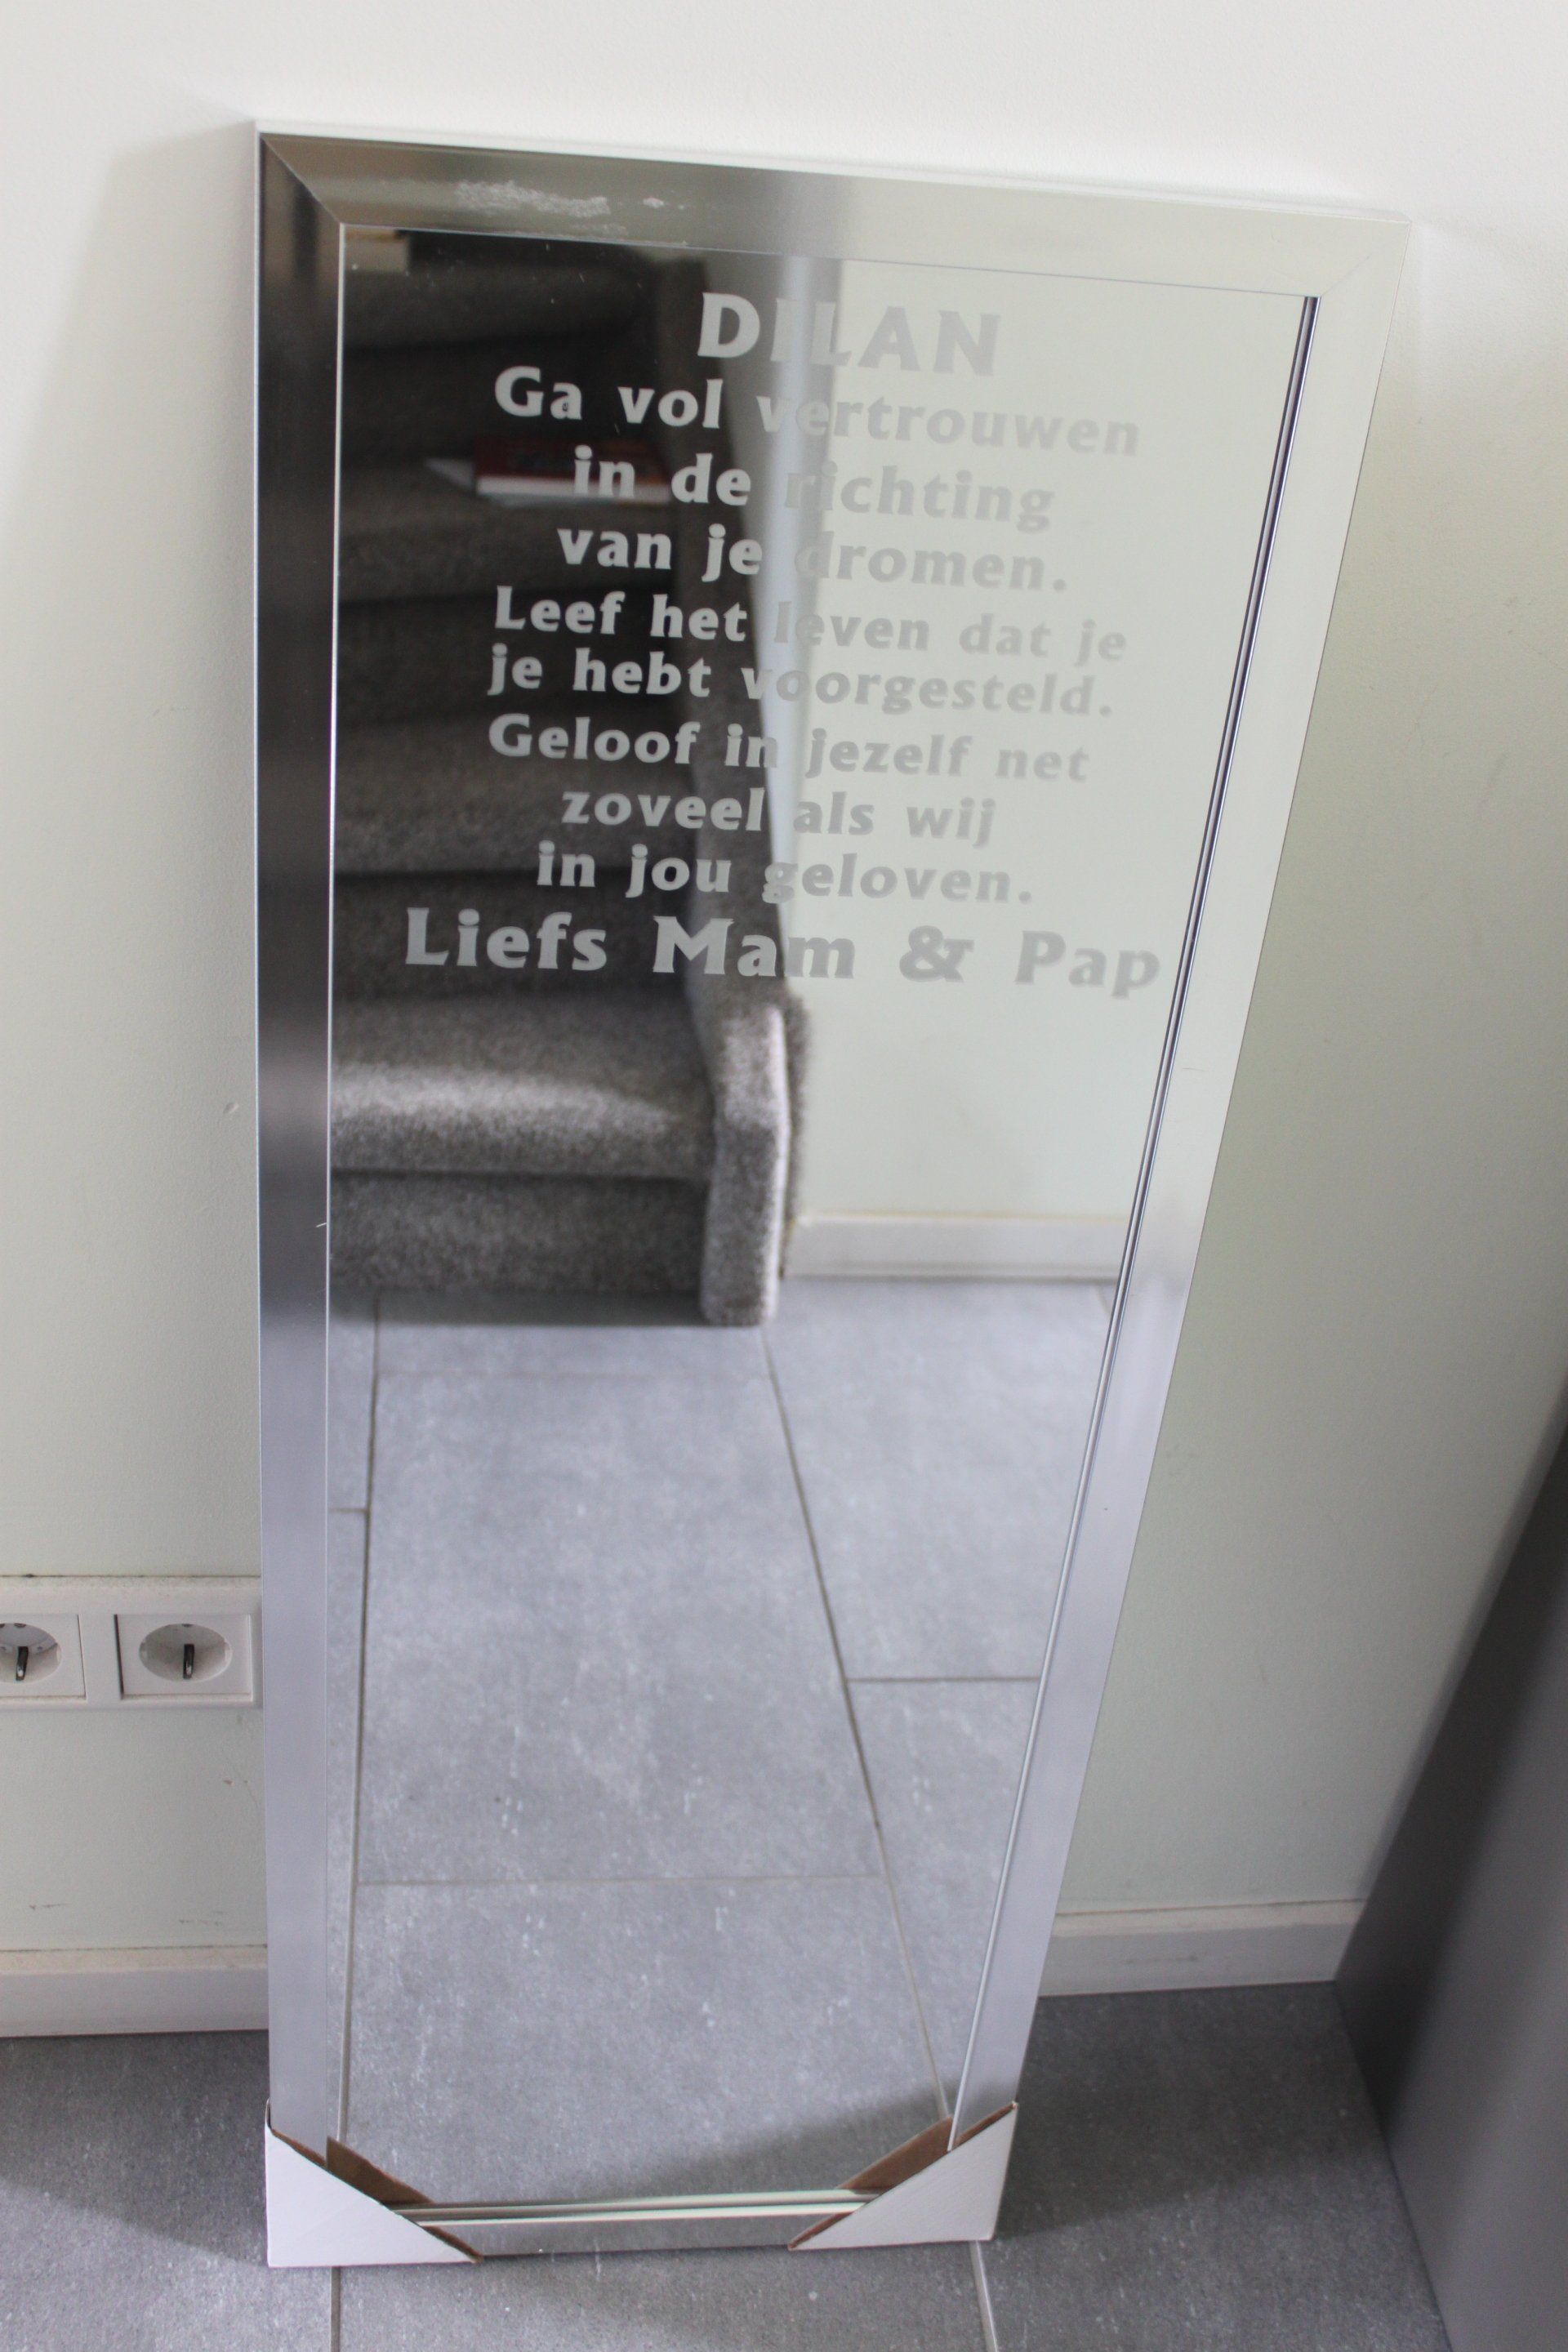 DILAN
Ga vol vertrouwen
in de richting
van je dromen.
Leef het leven dat je
je hebt voorgesteld.
Geloof in jezelf net
zoveel als wij
in jou geloven.
Liefs Mam & Pap